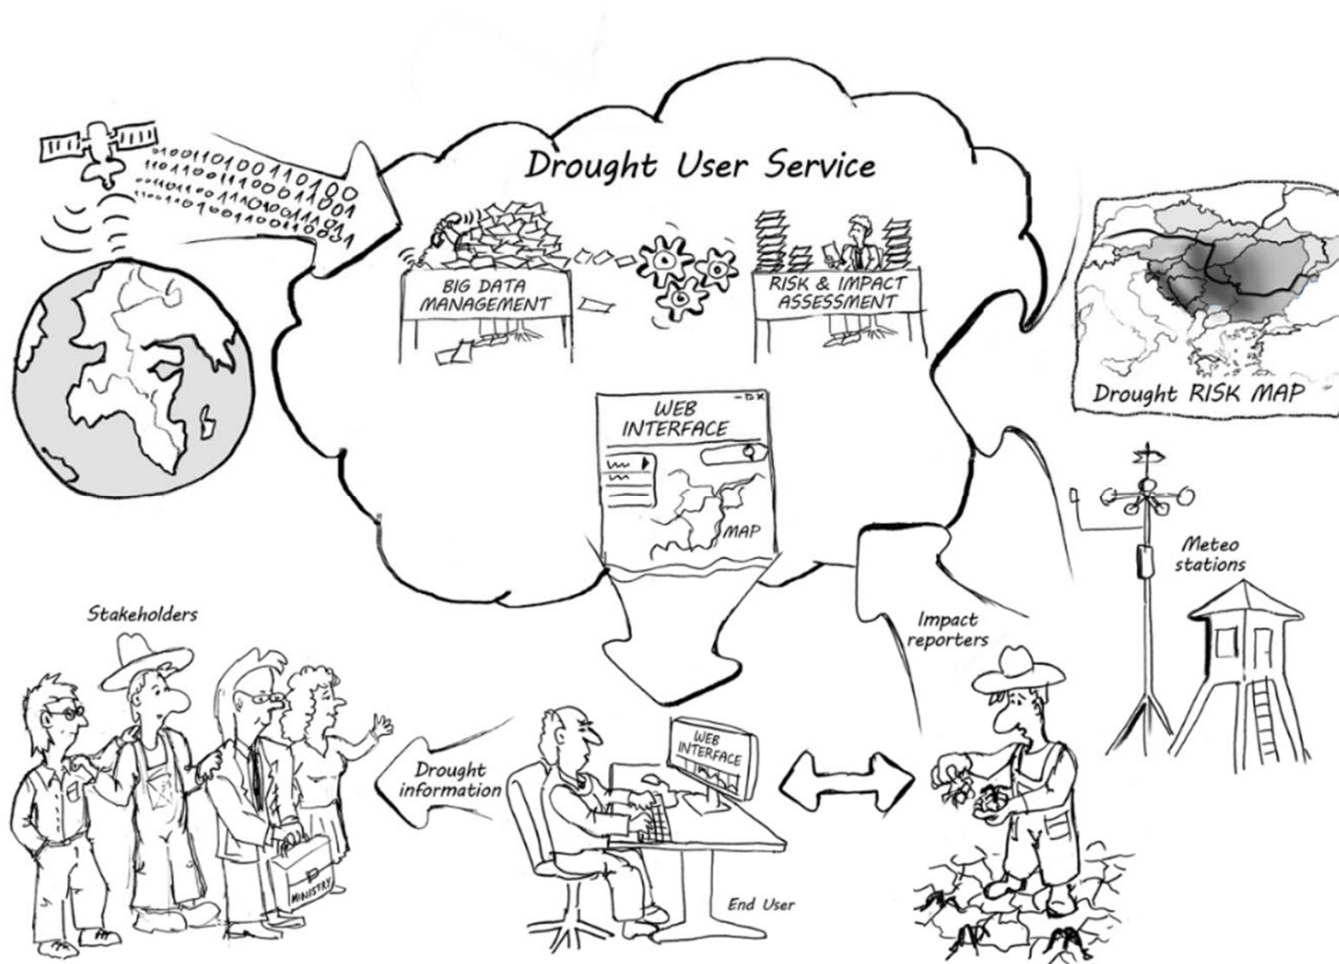 Drought User Service
BIG DATA
MANAGEMENT
RISK & IMPACT
ASSESSMENT
WEB
INTERFACE
MAP
Drought RISK MAP
Meteo
stations
Stakeholders
Impact
reporters
Drought
information
WEB
INTERFACE
MINISTRY
End User